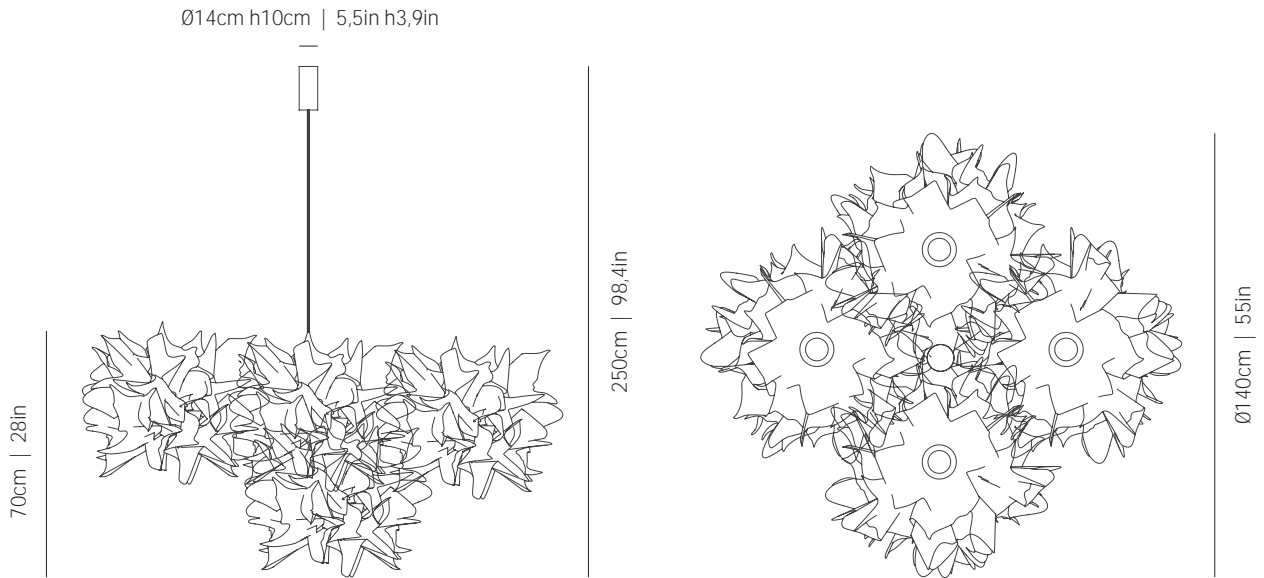 Ø14cm h10cm | 5,5in h3,9in
70cm | 28in
250cm | 98,4in
Ø140cm | 55in